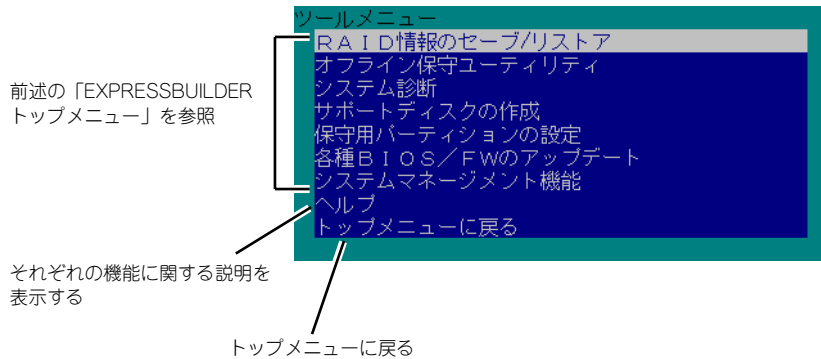 ツールメニュー
ＲＡＩＤ情報のセーブ/リストア
オフライン保守ユーティリティ
システム診断
サポートディスクの作成
保守用パーティションの設定
各種ＢＩＯＳ／ＦＷのアップデート
システムマネージメント機能
ヘルプ
トップメニューに戻る
前述の「EXPRESSBUILDER
トップメニュー」を参照
それぞれの機能に関する説明を
表示する
トップメニューに戻る